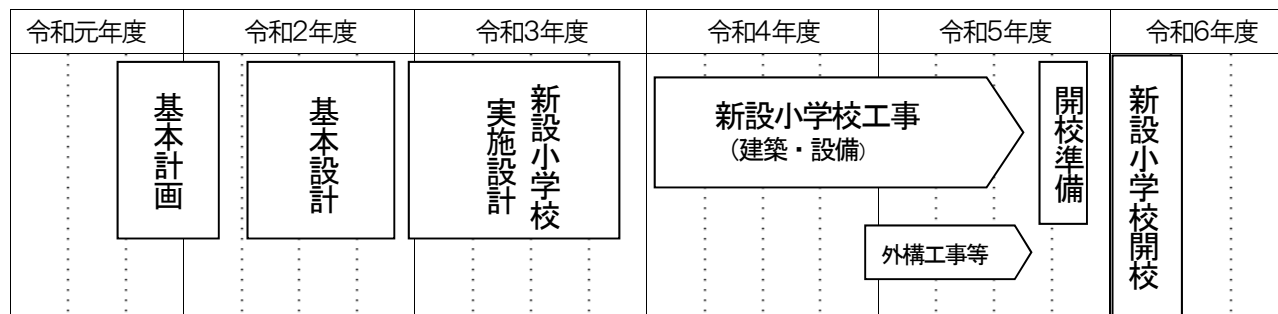 令和元年度
令和2年度
令和3年度
令和4年度
令和5年度
令和6年度
基本計画
基本設計
新設小学校
実施設計
新設小学校工事
(建築・設備)
外構工事等
開校準備
新設小学校開校